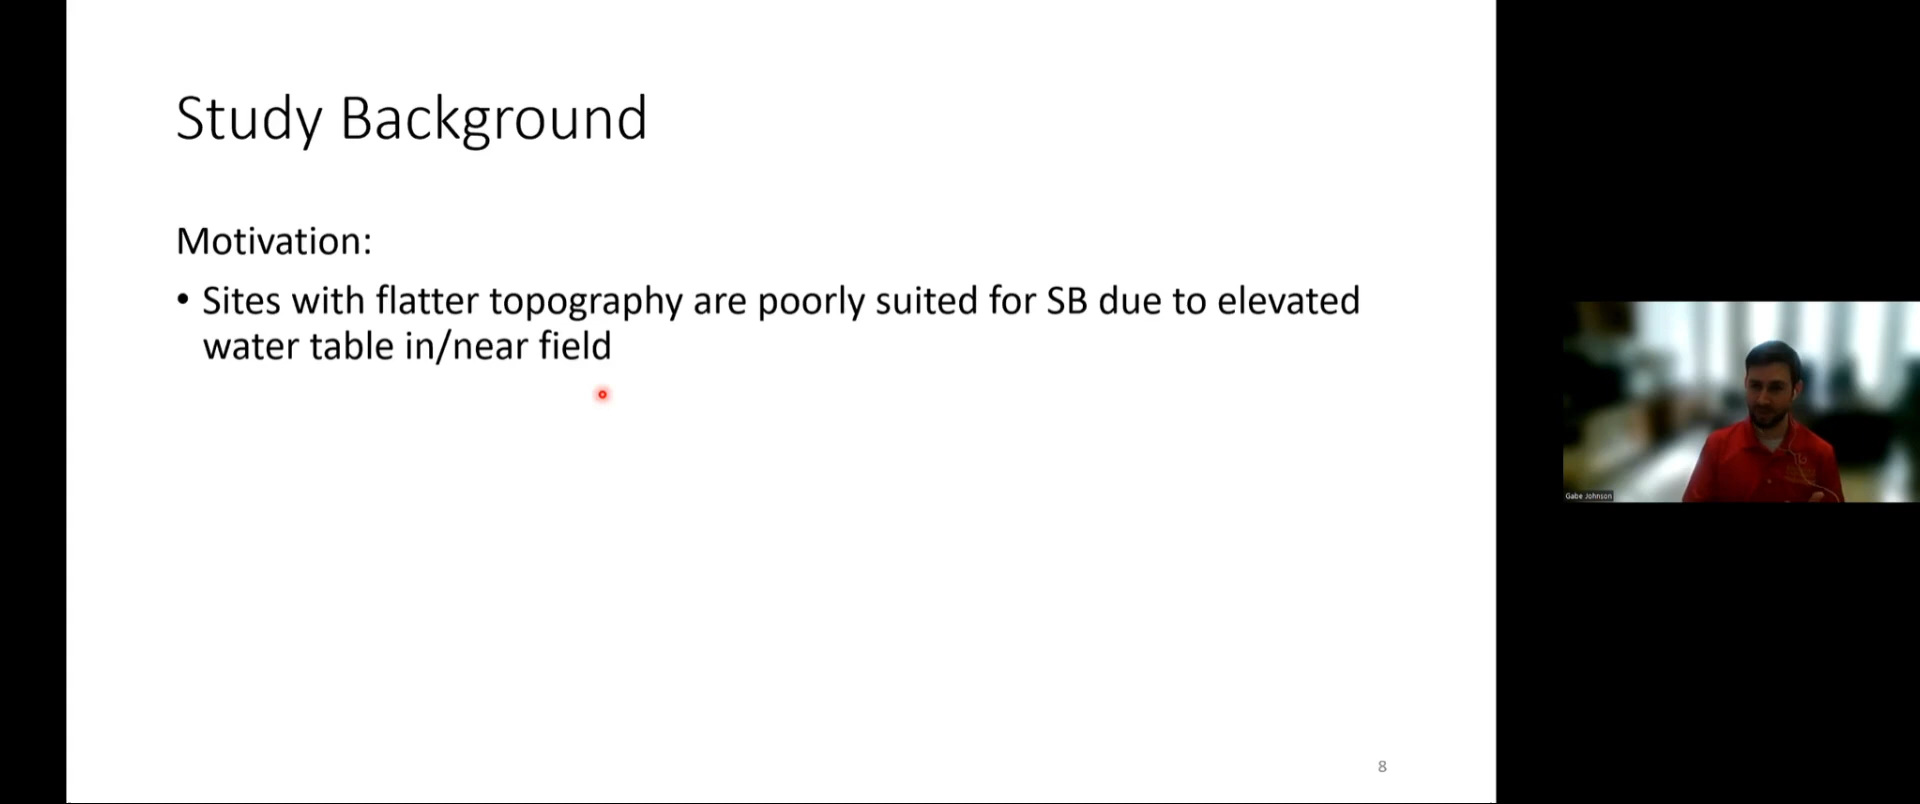 Study Background
Motivation:
• Sites with flatter topography are poorly suited for SB due to elevated
water table in/near field
8
Gabe Johnson